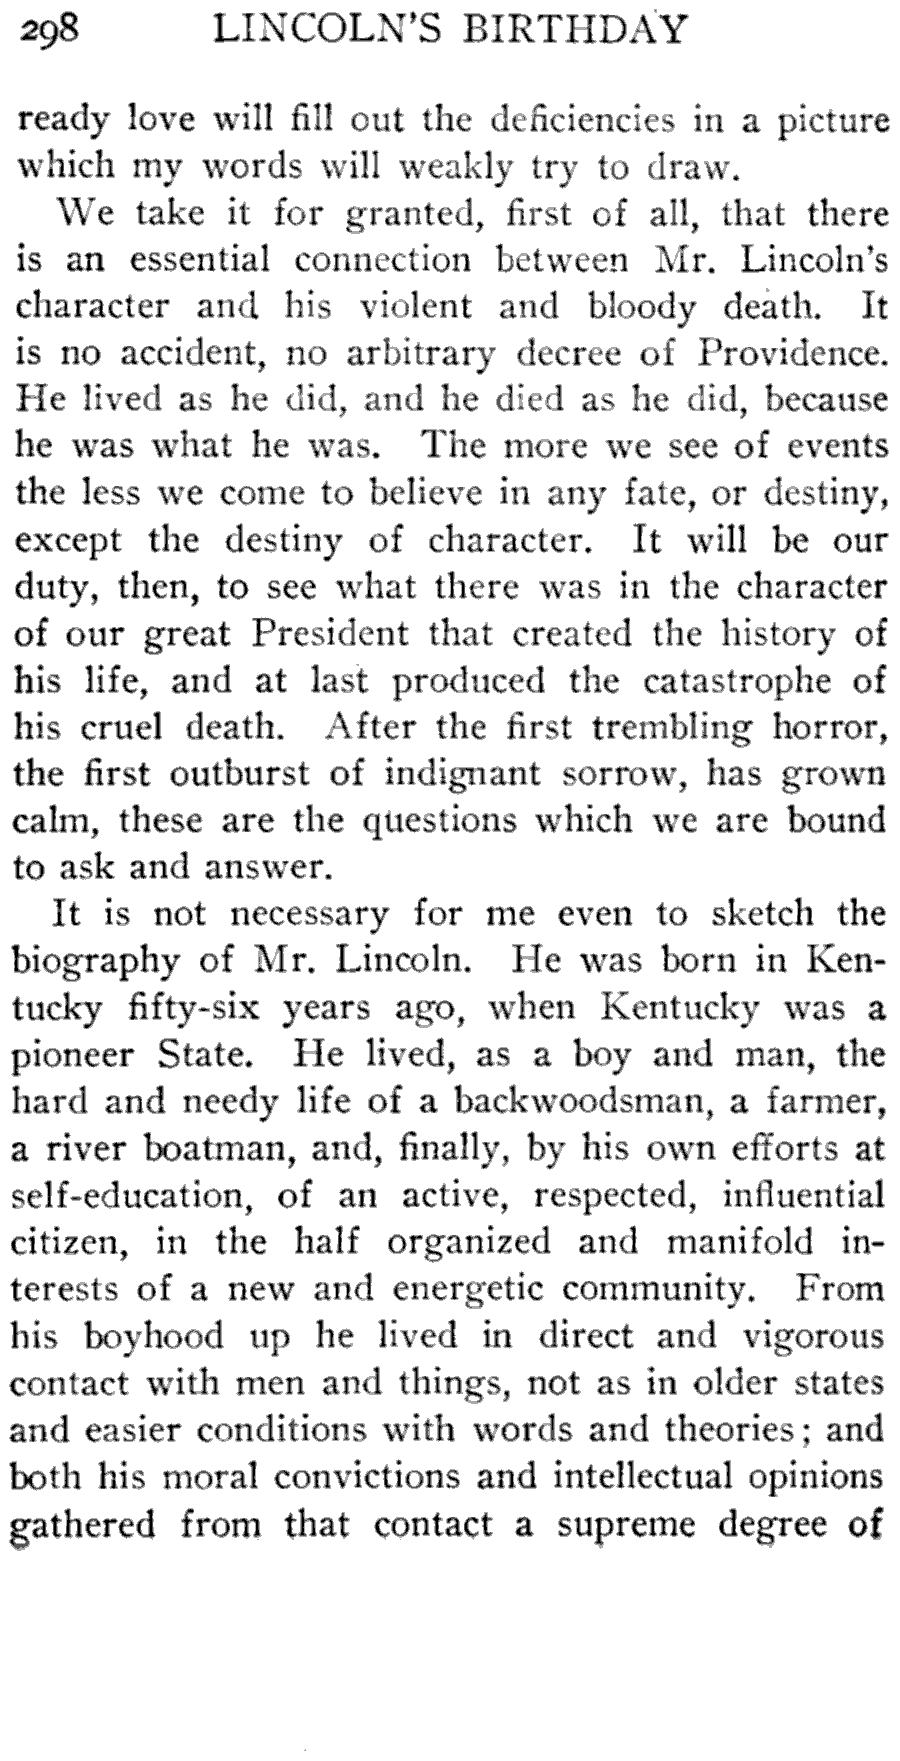 298 LINCOLN'S BIRTHDAY
ready love will fill out the deficiencies in a picture
which my words will weakly try to draw.
We take it for granted, first of all, that there
is an essential connection between Mr. Lincoln's
character and his violent and bloody death. It
is no accident, no arbitrary decree of Providence.
He lived as he did, and he died as he did, because
he was what he was. The more we see of events
the less we come to believe in any fate, or destiny,
except the destiny of character. It will be our
duty, then, to see what there was in the character
of our great President that created the history of
his life, and at last produced the catastrophe of
his cruel death. After the first trembling horror,
the first outburst of indignant sorrow, has grown
calm, these are the questions which we are bound
to ask and answer.
It is not necessary for me even to sketch the
biography of Mr. Lincoln. He was born in Ken-
tucky fifty-six years ago, when Kentucky was a
pioneer State. He lived, as a boy and man, the
hard and needy life of a backwoodsman, a farmer,
a river boatman, and, finally, by his own efforts at
self-education, of an active, respected, influential
citizen, in the half organized and manifold in-
terests of a new and energetic community. From
his boyhood up he lived in direct and vigorous
contact with men and things, not as in older states
and easier conditions with words and theories; and
both his moral convictions and intellectual opinions
gathered from that contact a supreme degree of